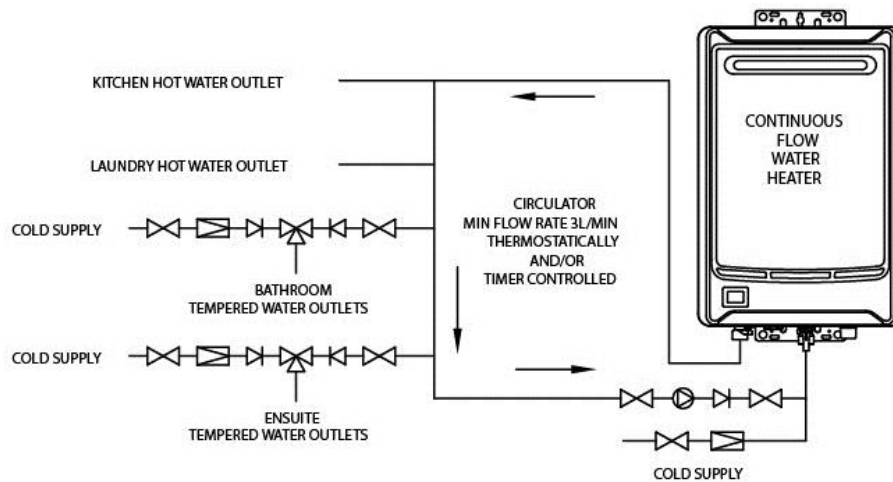 KITCHEN HOT WATER OUTLET
LAUNDRY HOT WATER OUTLET
COLD SUPPLY
BATHROOM
TEMPERED WATER OUTLETS
COLD SUPPLY
ENSUITE
TEMPERED WATER OUTLETS
CIRCULATOR
MIN FLOW RATE 3L/MIN
THERMOSTATICALLY
AND/OR
TIMER CONTROLLED
CONTINUOUS
FLOW
WATER
HEATER
COLD SUPPLY